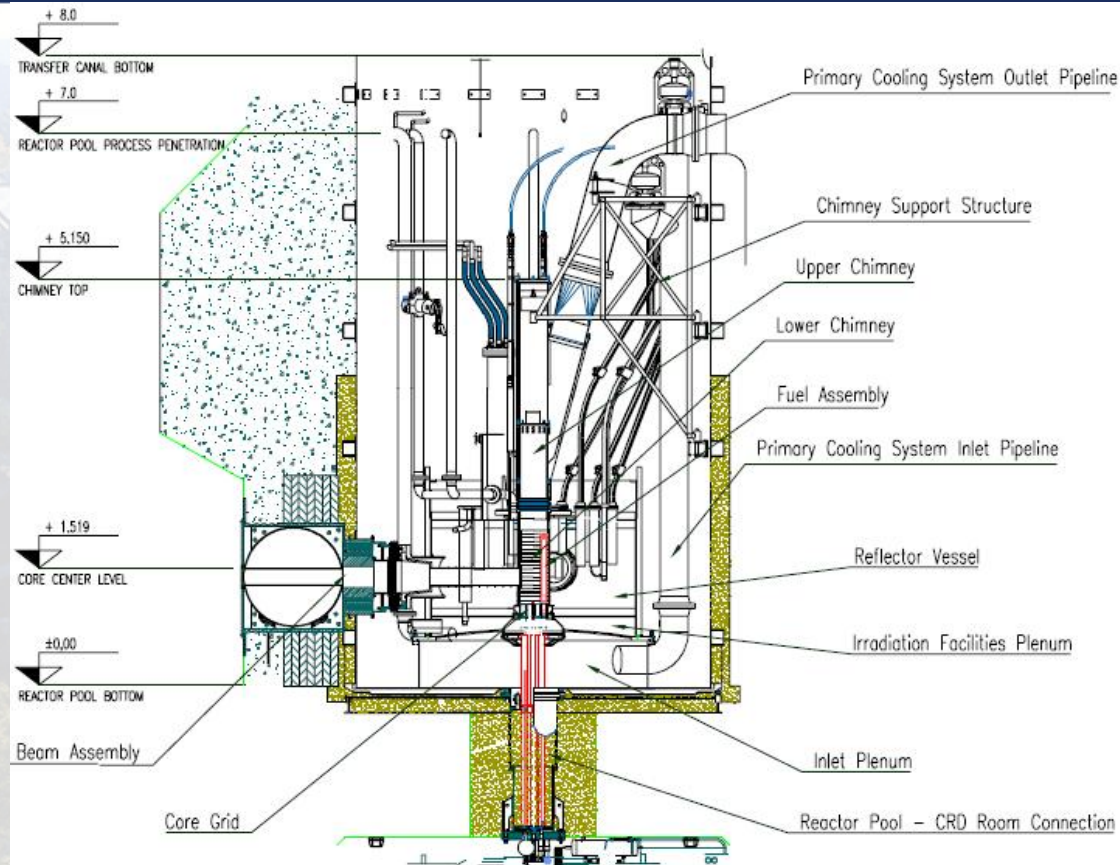 + 8.0
TRANSFER CANAL BOTTOM
+ 7.0
REACTOR POOL PROCESS PENETRATION
+ 5.150
CHIMNEY TOP
+ 1.519
CORE CENTER LEVEL
±0,00
REACTOR POOL BOTTOM
Beam Assembly
Core Grid
Primary Cooling System Outlet Pipeline
Chimney Support Structure
Upper Chimney
Lower Chimney
Fuel Assembly
Primary Cooling System Inlet Pipeline
Reflector Vessel
Irradiation Facilities Plenum
Inlet Plenum
Reactor Pool – CRD Room Connection